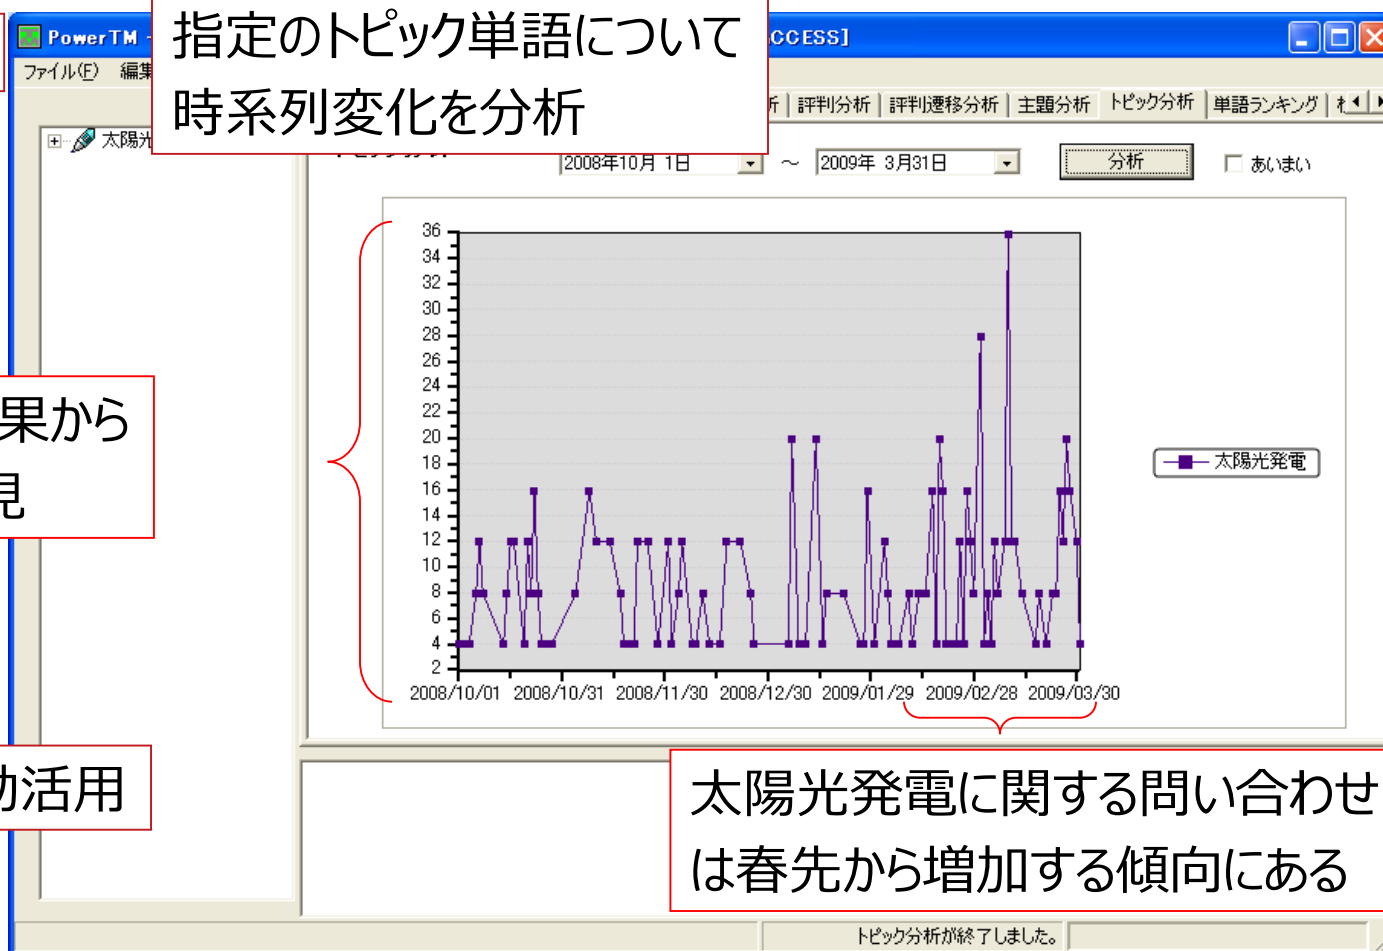 指定のトピック単語について
時系列変化を分析
PowerTM -
CCESS]
ファイル(F) 編集
析 評判分析 評判遷移分析 主題分析 トピック分析 単語ランキング
太陽光
2008年10月 1日 ～ 2009年 3月31日 分析 あいまい
36
34
32
30
28
26
24
22
20
18
16
14
12
10
8
6
4
2
2008/10/01 2008/10/31 2008/11/30 2008/12/30 2009/01/29 2009/02/28 2009/03/30
太陽光発電
果から
見
活用
太陽光発電に関する問い合わせ
は春先から増加する傾向にある
トピック分析が終了しました。